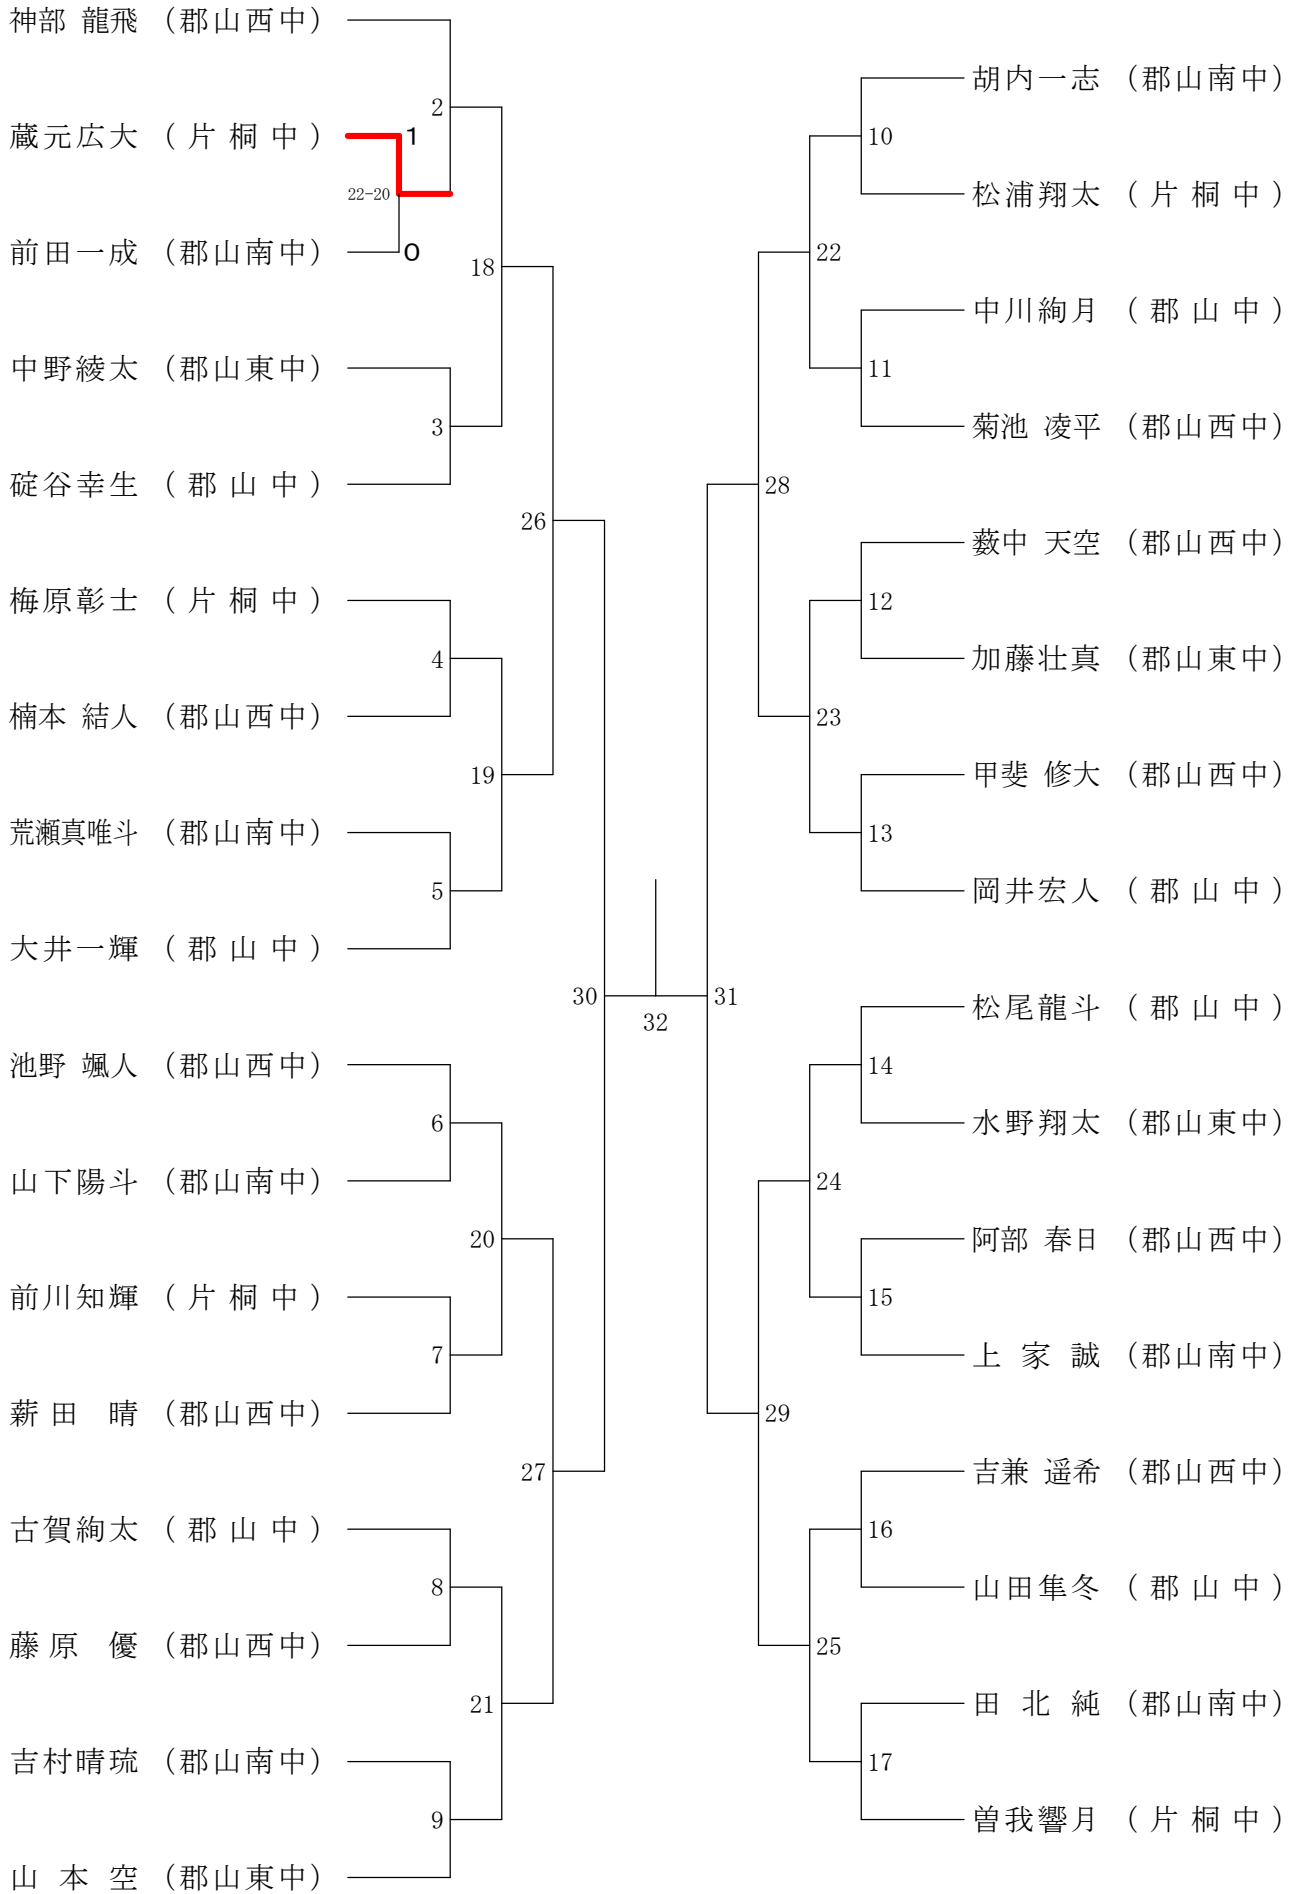 神部 龍飛 (郡山西中)
2
蔵元広大 (片桐中)
1
22-20
前田一成 (郡山南中)
0
18
中野綾太 (郡山東中)
3
碇谷幸生 (郡山中)
26
梅原彰士 (片桐中)
4
楠本 結人 (郡山西中)
19
荒瀬真唯斗 (郡山南中)
5
大井一輝 (郡山中)
30
池野 颯人 (郡山西中)
6
山下陽斗 (郡山南中)
20
前川知輝 (片桐中)
7
薪田 晴 (郡山西中)
27
古賀絢太 (郡山中)
8
藤原 優 (郡山西中)
21
吉村晴琉 (郡山南中)
9
山本空 (郡山東中)
32
胡内一志 (郡山南中)
10
松浦翔太 (片桐中)
22
中川絢月 (郡山中)
11
菊池 凌平 (郡山西中)
28
薮中 天空 (郡山西中)
12
加藤壮真 (郡山東中)
23
甲斐 修大 (郡山西中)
13
岡井宏人 (郡山中)
31
松尾龍斗 (郡山中)
14
水野翔太 (郡山東中)
24
阿部 春日 (郡山西中)
15
上家誠 (郡山南中)
29
吉兼 遥希 (郡山西中)
16
山田隼冬 (郡山中)
25
田北純 (郡山南中)
17
曽我響月 (片桐中)